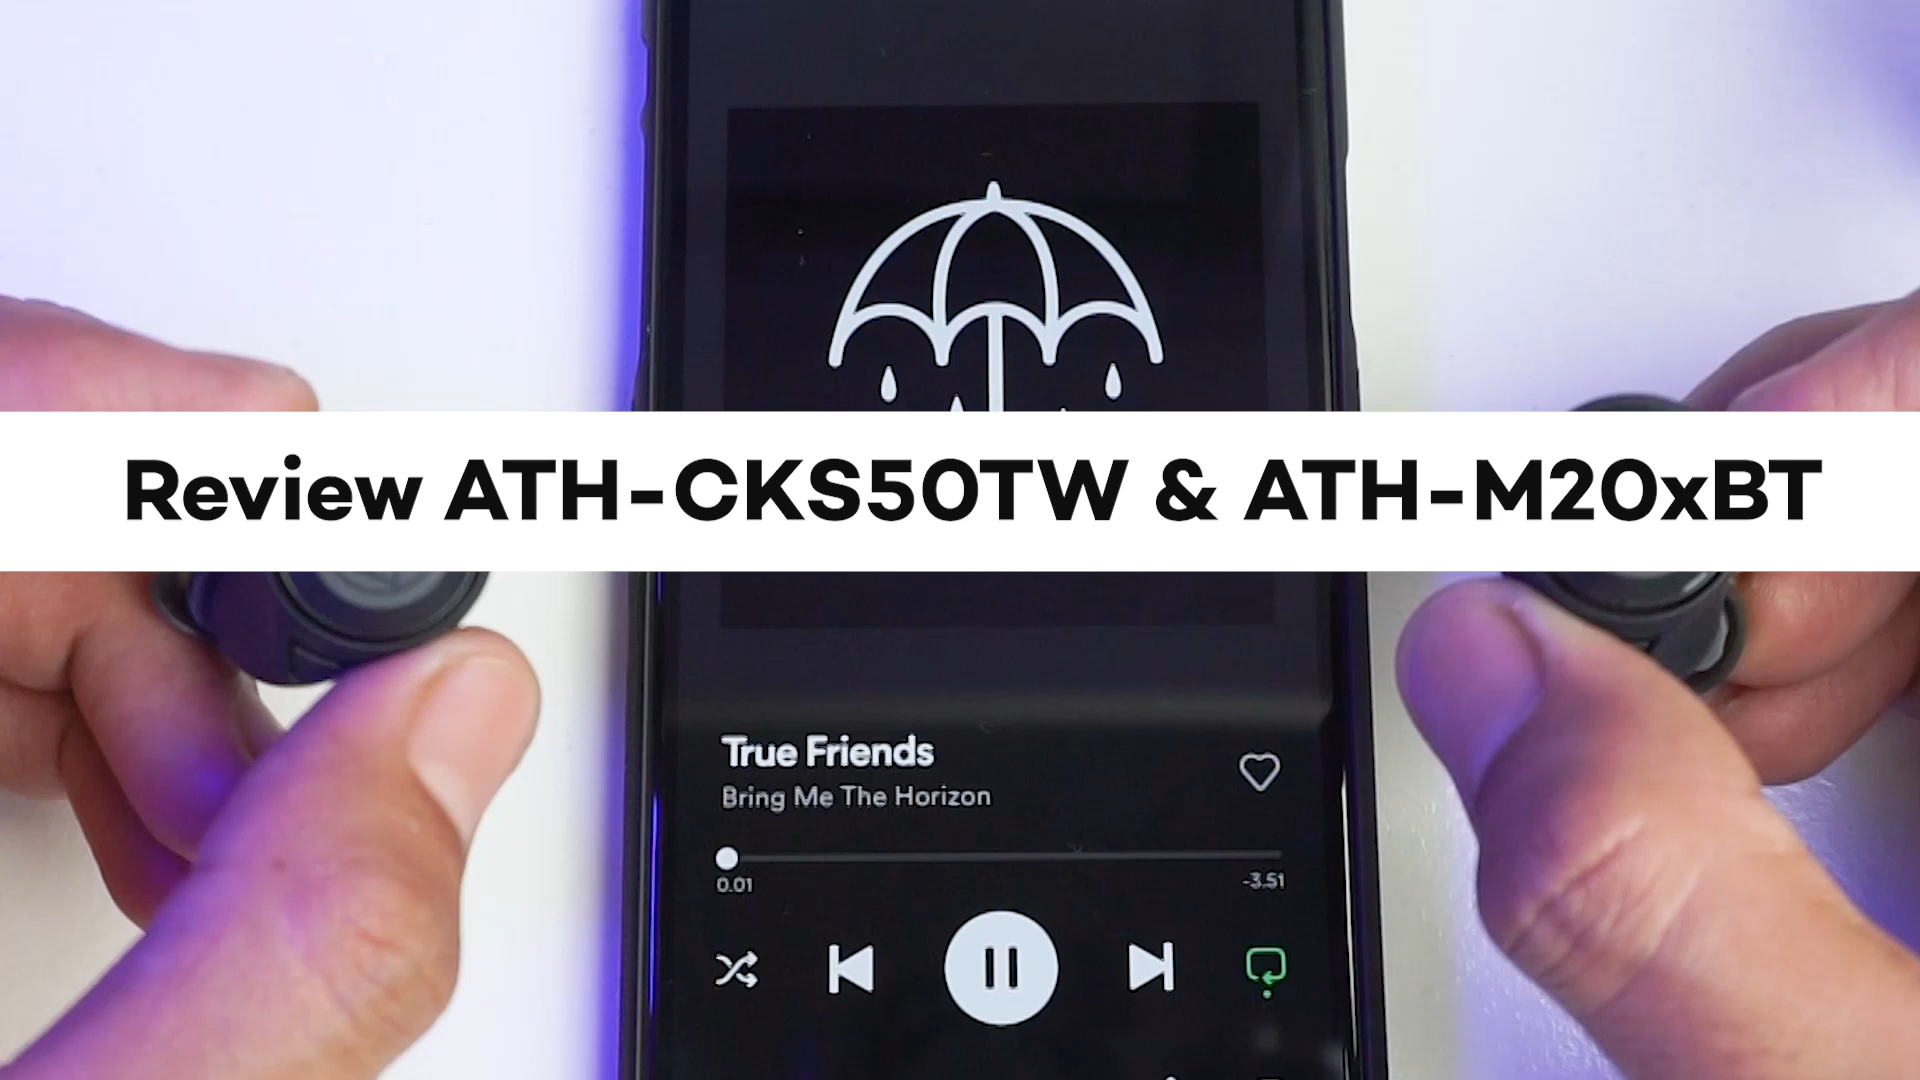 Review ATH-CKS50TW & ATH-M20xBT
True Friends
Bring Me The Horizon
0.01
-3.51